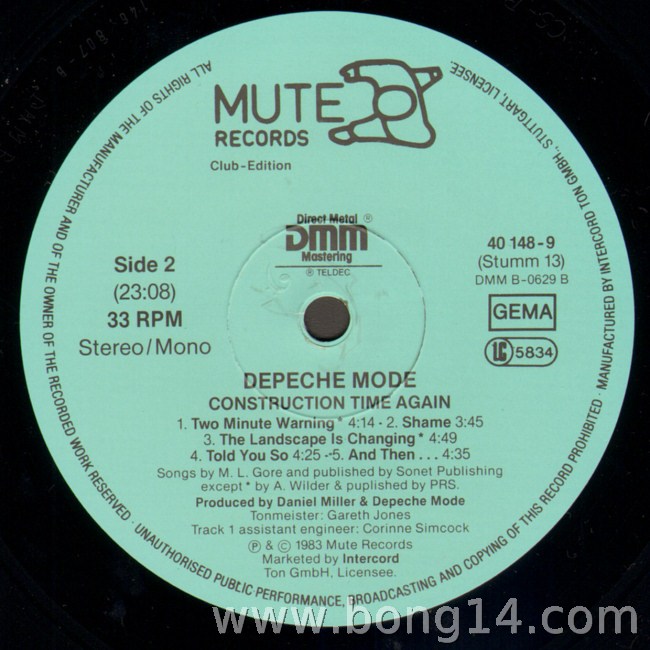 MUTE
RECORDS
Club-Edition
Direct Metal ®
DMM
Mastering
℗ TELDEC
Side 2
(23:08)
33 RPM
Stereo/Mono
40 148-9
(Stumm 13)
DMM B-0629 B
GEMA
LC 5834
DEPECHE MODE
CONSTRUCTION TIME AGAIN
1. Two Minute Warning* 4:14 - 2. Shame 3:45
3. The Landscape Is Changing* 4:49
4. Told You So 4:25 - 5. And Then . . . 4:35
Songs by M. L. Gore and published by Sonet Publishing
except * by A. Wilder & puplished by PRS.
Produced by Daniel Miller & Depeche Mode
Tonmeister: Gareth Jones
Track 1 assistant engineer: Corinne Simcock
℗ & © 1983 Mute Records
Marketed by Intercord
Ton GmbH, Licensee.
ALL RIGHTS OF THE MANUFACTURER AND OF THE OWNER OF THE RECORDED WORK RESERVED · UNAUTHORISED PUBLIC PERFORMANCE, BROADCASTING AND COPYING OF THIS RECORD PROHIBITED · MANUFACTURED BY INTERCORD TON GMBH., STUTTGART, LICENSEE.
www.bong14.com